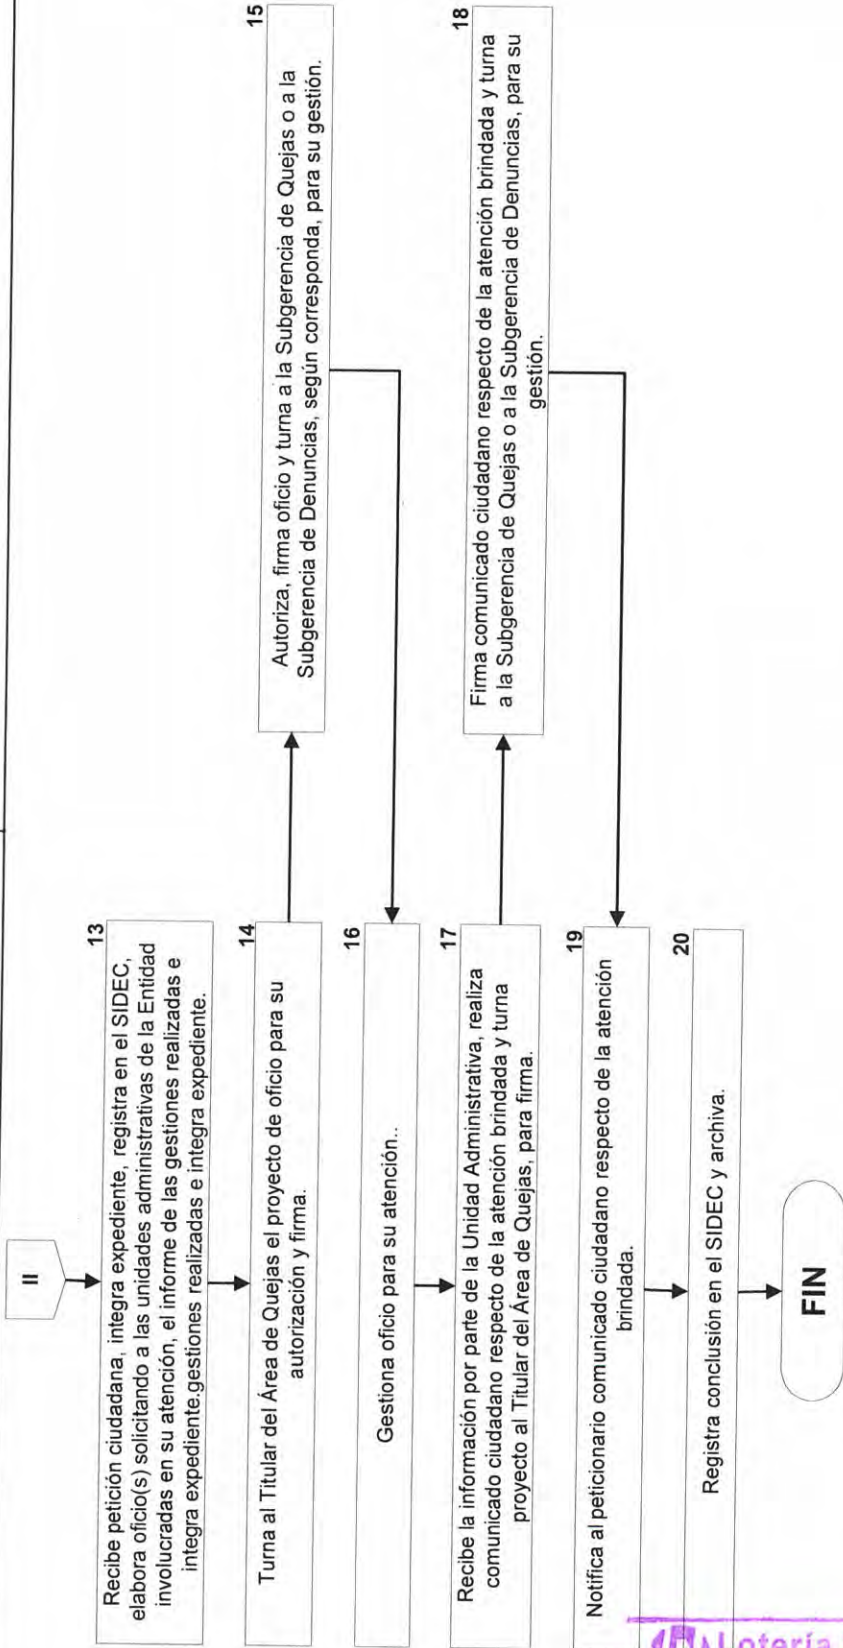 II
13
Recibe petición ciudadana, integra expediente, registra en el SIDEC,
elabora oficio(s) solicitando a las unidades administrativas de la Entidad
involucradas en su atención, el informe de las gestiones realizadas e
integra expediente.gestiones realizadas e integra expediente.
14
Turna al Titular del Área de Quejas el proyecto de oficio para su
autorización y firma.
15
Autoriza, firma oficio y turna a la Subgerencia de Quejas o a la
Subgerencia de Denuncias, según corresponda, para su gestión.
16
Gestiona oficio para su atención..
17
Recibe la información por parte de la Unidad Administrativa, realiza
comunicado ciudadano respecto de la atención brindada y turna
proyecto al Titular del Área de Quejas, para firma.
18
Firma comunicado ciudadano respecto de la atención brindada y turna
a la Subgerencia de Quejas o a la Subgerencia de Denuncias, para su
gestión.
19
Notifica al peticionario comunicado ciudadano respecto de la atención
brindada.
20
Registra conclusión en el SIDEC y archiva.
FIN
Lotería